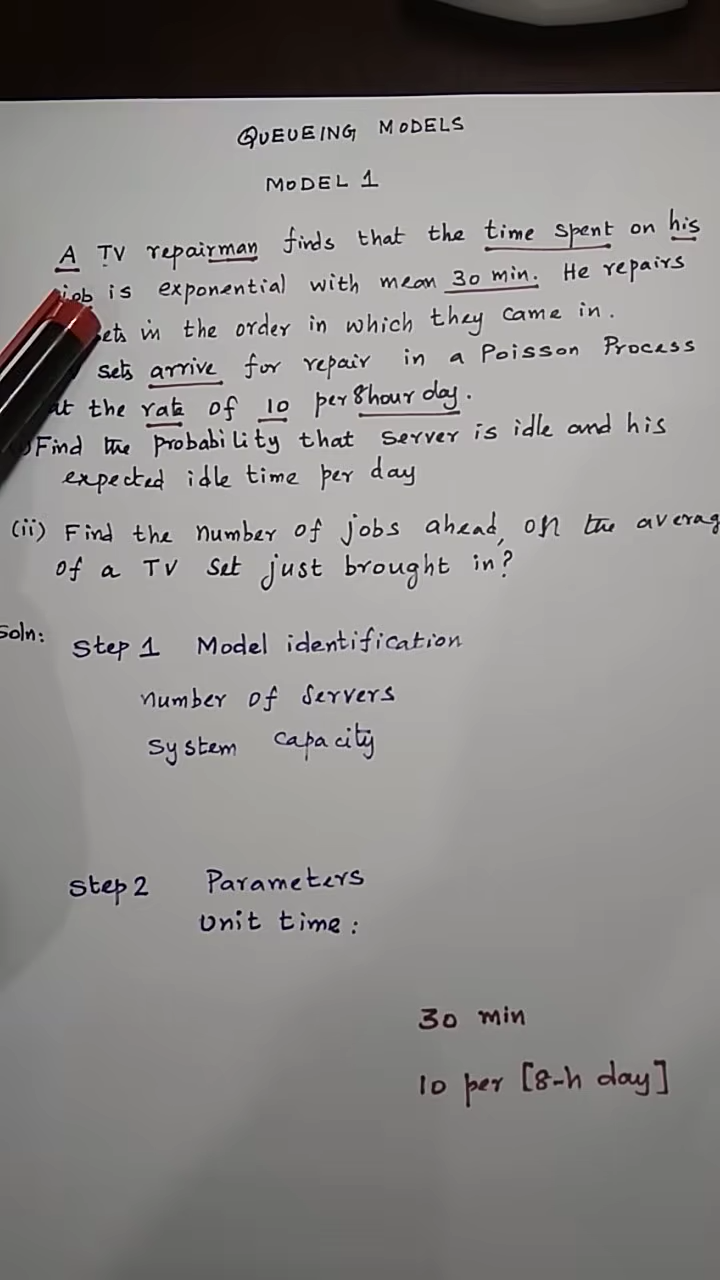 QUEUEING MODELS
MODEL 1
A TV repairman finds that the time spent on his
job is exponential with mean 30 min. He repairs
ets in the order in which they came in.
sets arrive for repair in a Poisson Process
at the rate of 10 per 8 hour day.
Find the probability that server is idle and his
expected idle time per day
(ii) Find the number of jobs ahead, on the averag
of a TV set just brought in?
Soln: Step 1 Model identification
number of servers
system capacity
Step 2 Parameters
Unit time :
30 min
10 per [8-h day]